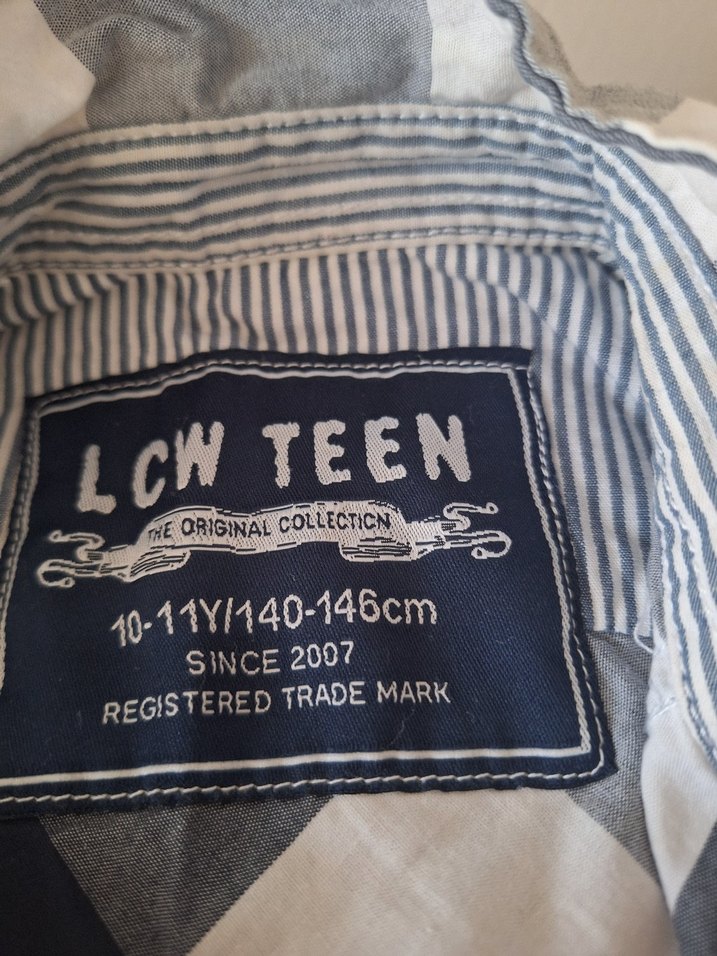 LCW TEEN
THE ORIGINAL COLLECTION
10-11Y/140-146cm
SINCE 2007
REGISTERED TRADE MARK